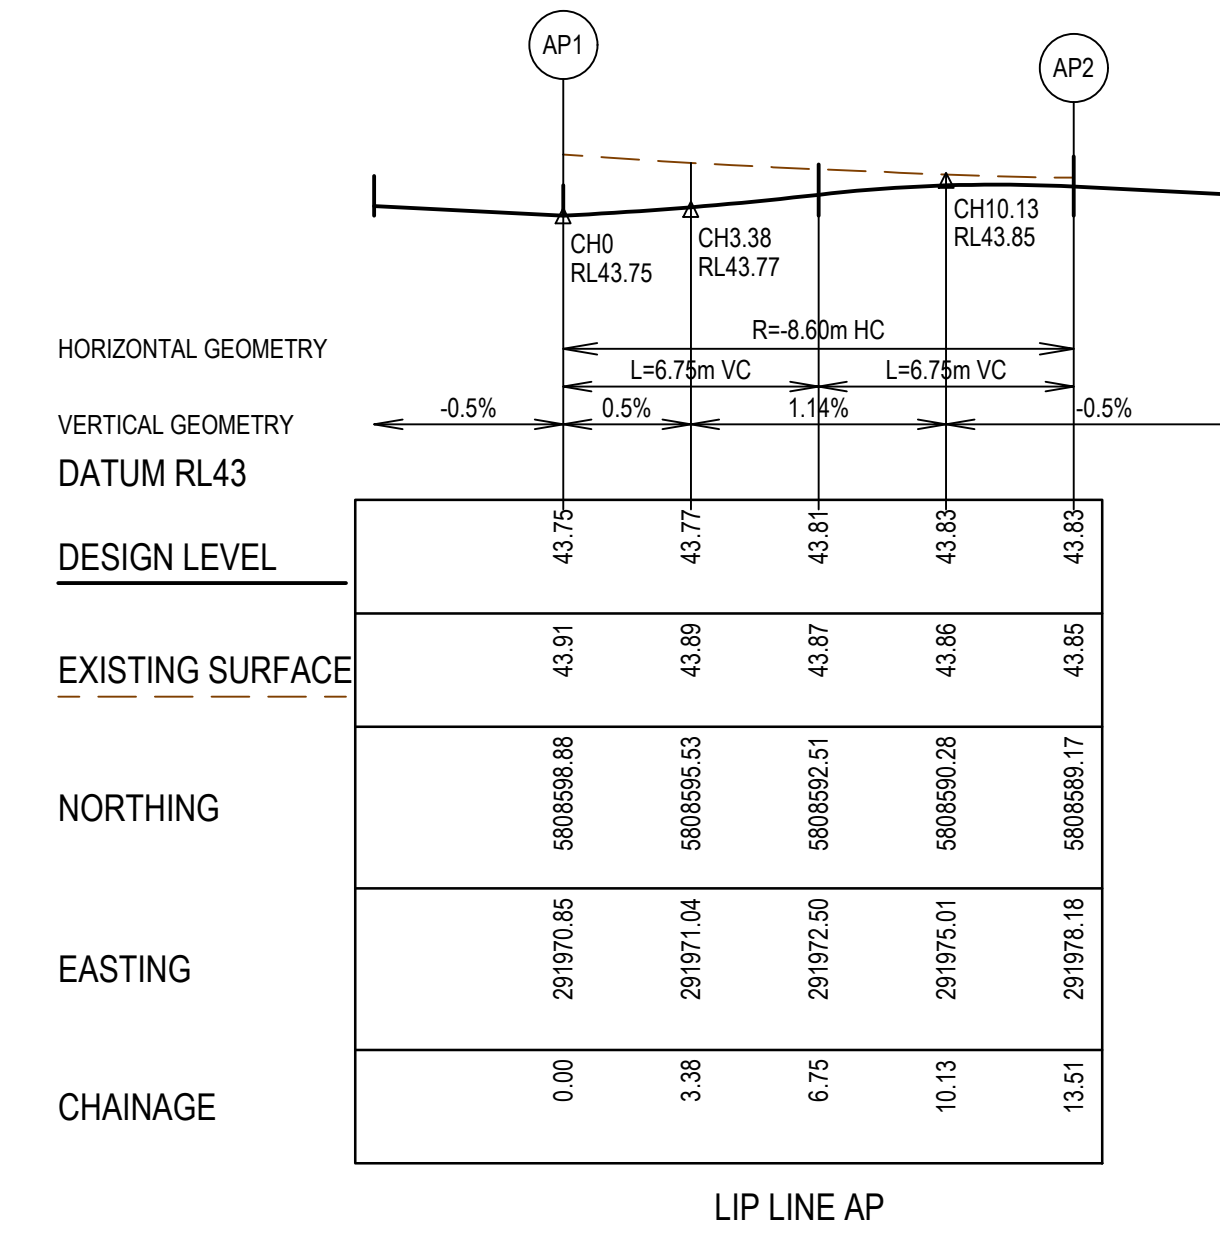 AP1
AP2
CH0
RL43.75
CH3.38
RL43.77
CH10.13
RL43.85
HORIZONTAL GEOMETRY
R=-8.60m HC
L=6.75m VC
L=6.75m VC
VERTICAL GEOMETRY
-0.5%
0.5%
1.14%
-0.5%
DATUM RL43
DESIGN LEVEL
43.75
43.77
43.81
43.83
43.83
EXISTING SURFACE
43.91
43.89
43.87
43.86
43.85
NORTHING
5808598.88
5808595.53
5808592.51
5808590.28
5808589.17
EASTING
291970.85
291971.04
291972.50
291975.01
291978.18
CHAINAGE
0.00
3.38
6.75
10.13
13.51
LIP LINE AP